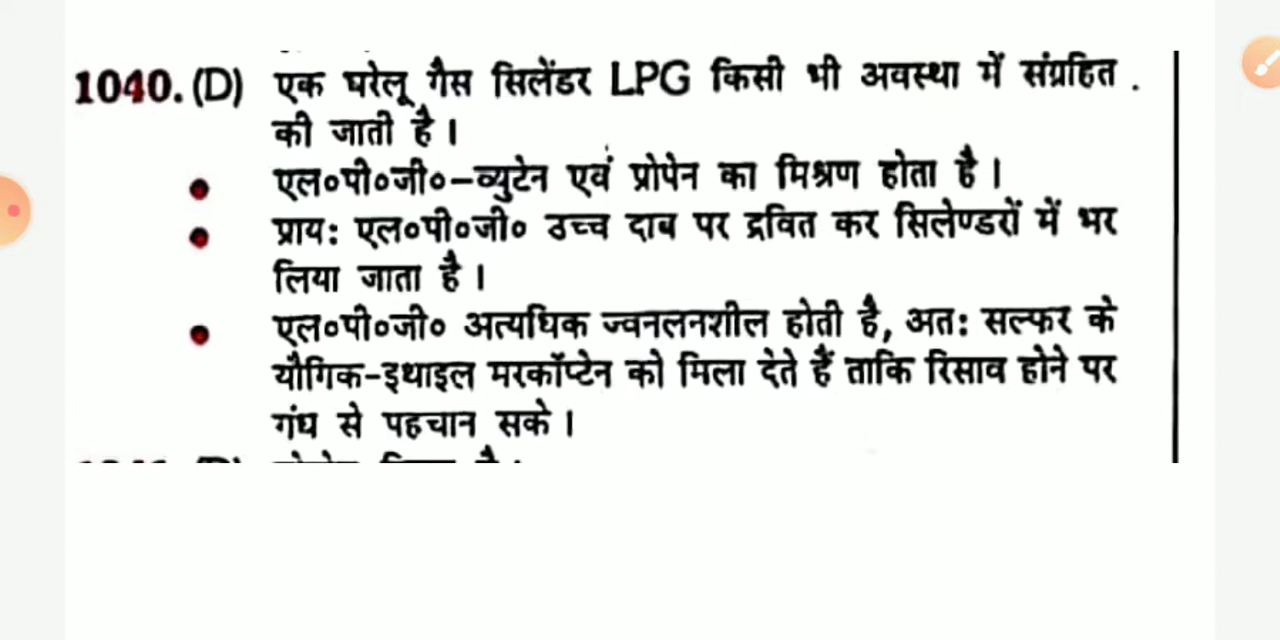 1040. (D) एक घरेलू गैस सिलेंडर LPG किसी भी अवस्था में संग्रहित .
की जाती है ।
• एल०पी०जी०–ब्युटेन एवं प्रोपेन का मिश्रण होता है ।
• प्राय: एल०पी०जी० उच्च दाब पर द्रवित कर सिलेण्डरों में भर
लिया जाता है ।
• एल०पी०जी० अत्यधिक ज्वनलनशील होती है, अत: सल्फर के
यौगिक-इथाइल मरकॉप्टेन को मिला देते हैं ताकि रिसाव होने पर
गंध से पहचान सके ।